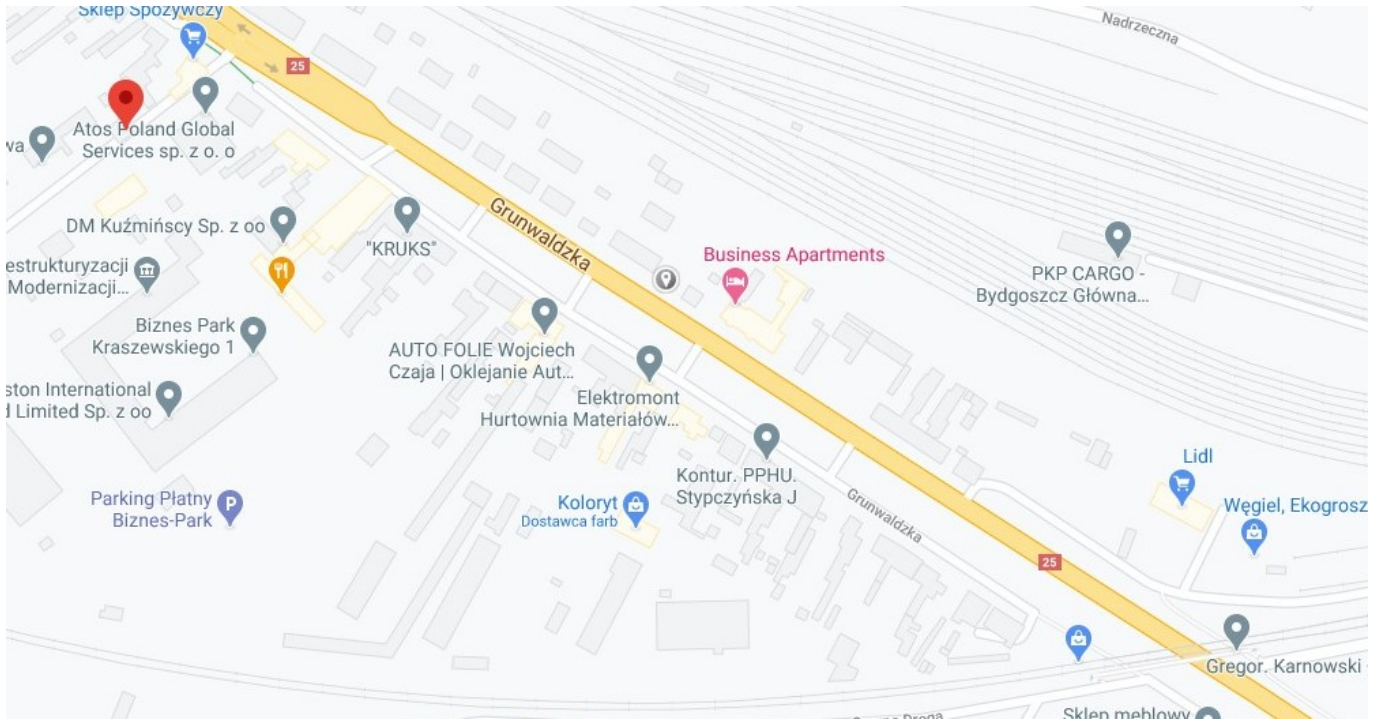 Sklep Spożywczy
Nadrzeczna
25
Atos Poland Global
Services sp. z o. o
wa
DM Kuźmińscy Sp. z oo
"KRUKS"
Grunwaldzka
Business Apartments
PKP CARGO -
Bydgoszcz Główna...
estrukturyzacji
Modernizacji...
Biznes Park
Kraszewskiego 1
AUTO FOLIE Wojciech
Czaja | Oklejanie Aut...
ston International
d Limited Sp. z oo
Elektromont
Hurtownia Materiałów...
Kontur. PPHU.
Stypczyńska J
Lidl
Parking Płatny
Biznes-Park
P
Koloryt
Dostawca farb
Grunwaldzka
Węgiel, Ekogrosz
25
Gregor. Karnowski
Sklep meblowy